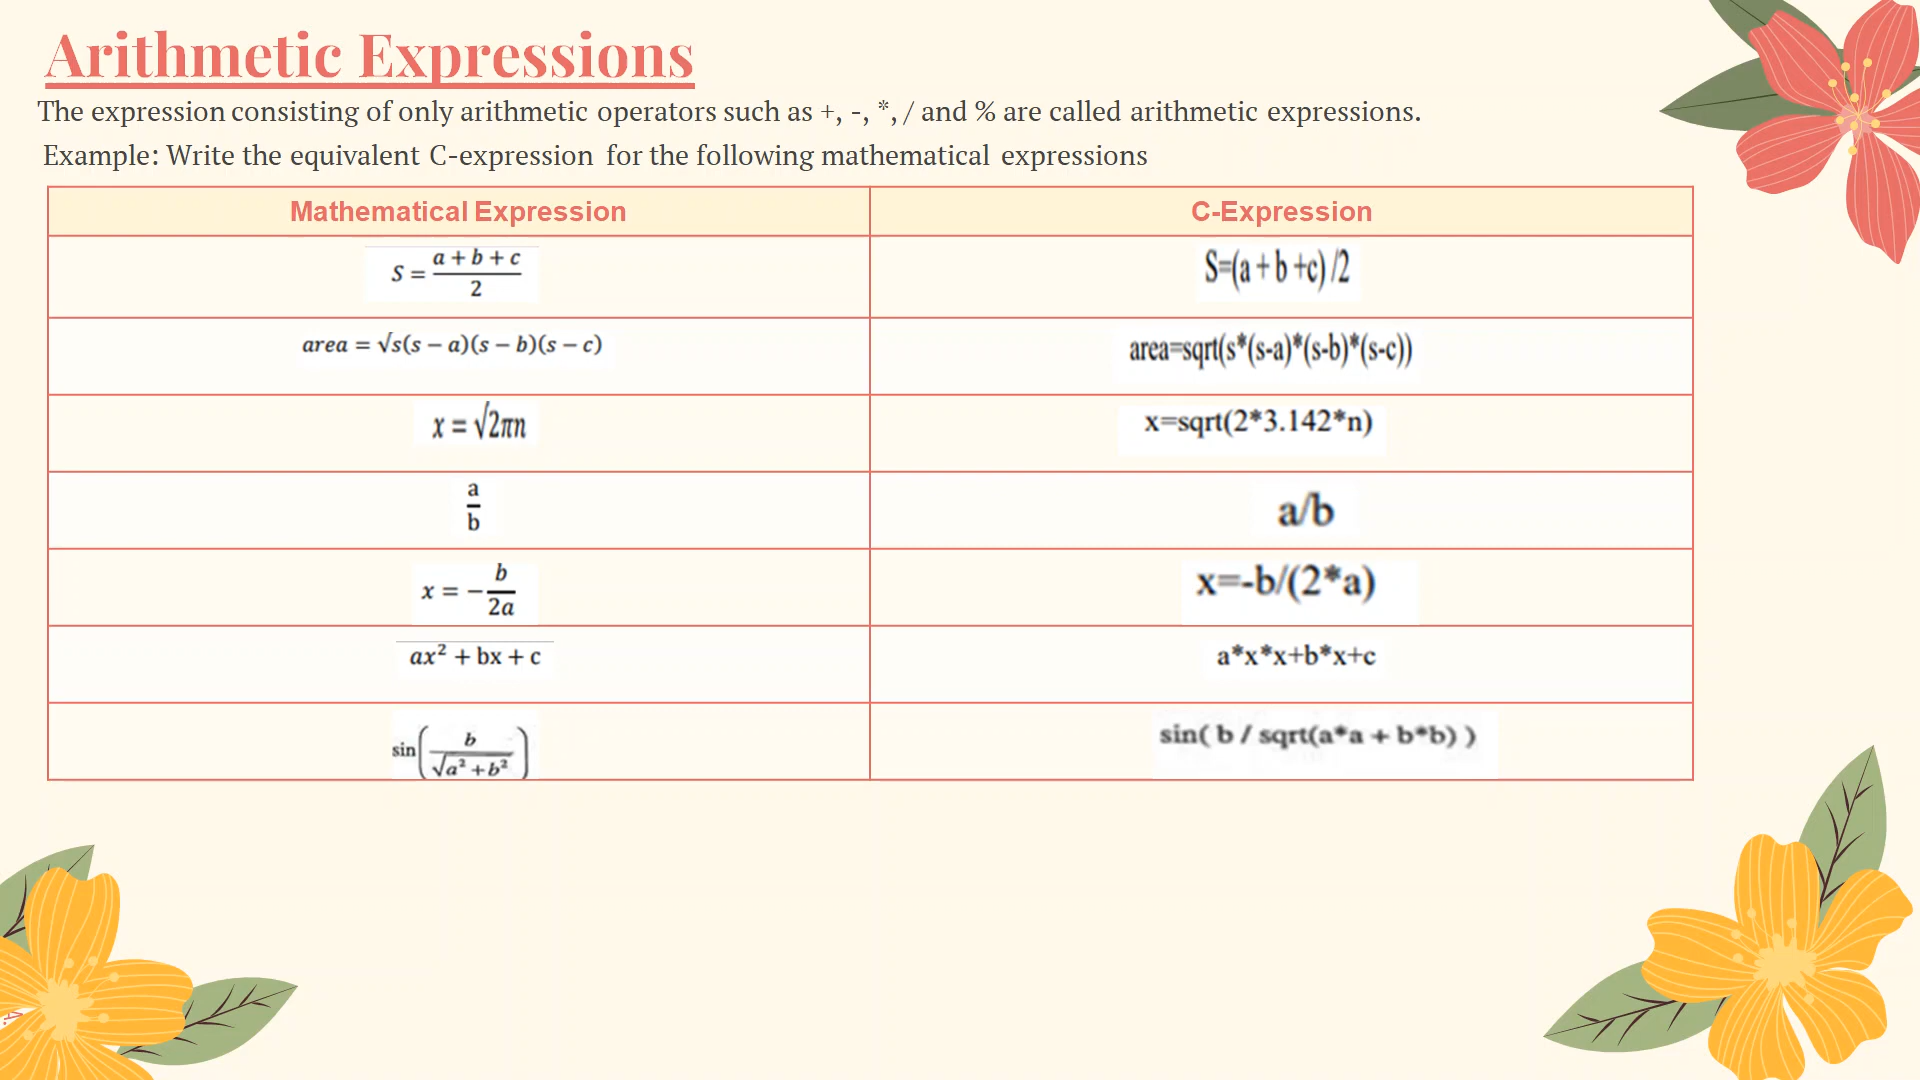 Arithmetic Expressions
The expression consisting of only arithmetic operators such as +, -, *, / and % are called arithmetic expressions.
Example: Write the equivalent C-expression for the following mathematical expressions
Mathematical Expression C-Expression
S = (a + b + c)/2 S=(a + b +c) /2
area = √s(s − a)(s − b)(s − c) area=sqrt(s*(s-a)*(s-b)*(s-c))
x = √2πn x=sqrt(2*3.142*n)
a/b a/b
x = −b/2a x=-b/(2*a)
ax² + bx + c a*x*x+b*x+c
sin(b/√a² + b²) sin( b / sqrt(a*a + b*b) )